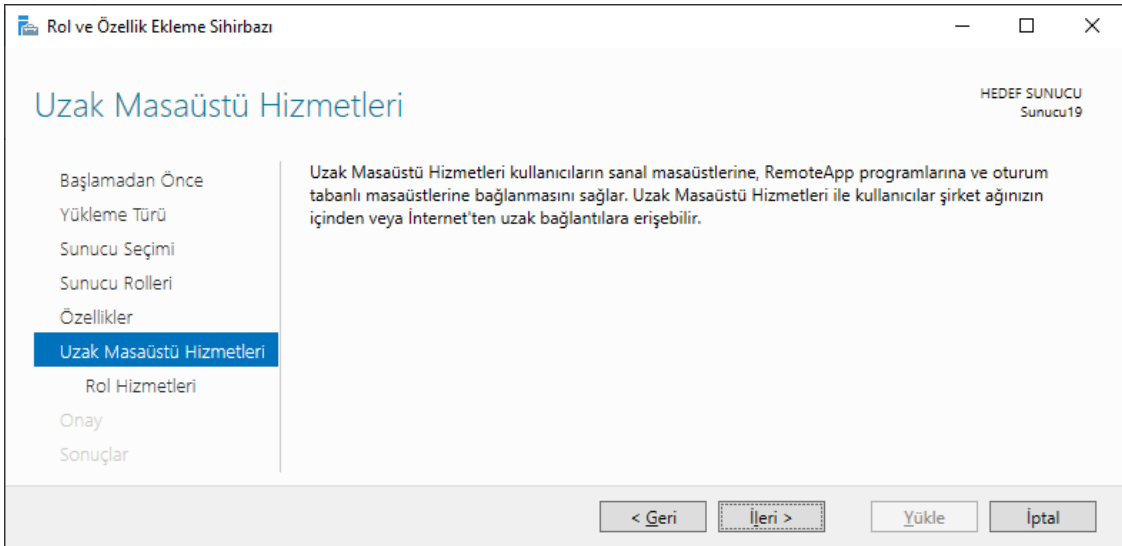 Rol ve Özellik Ekleme Sihirbazı
Uzak Masaüstü Hizmetleri
HEDEF SUNUCU
Sunucu19
Başlamadan Önce
Yükleme Türü
Sunucu Seçimi
Sunucu Rolleri
Özellikler
Uzak Masaüstü Hizmetleri
Rol Hizmetleri
Onay
Sonuçlar
Uzak Masaüstü Hizmetleri kullanıcıların sanal masaüstlerine, RemoteApp programlarına ve oturum
tabanlı masaüstlerine bağlanmasını sağlar. Uzak Masaüstü Hizmetleri ile kullanıcılar şirket ağınızın
içinden veya İnternet'ten uzak bağlantılara erişebilir.
< Geri
İleri >
Yükle
İptal